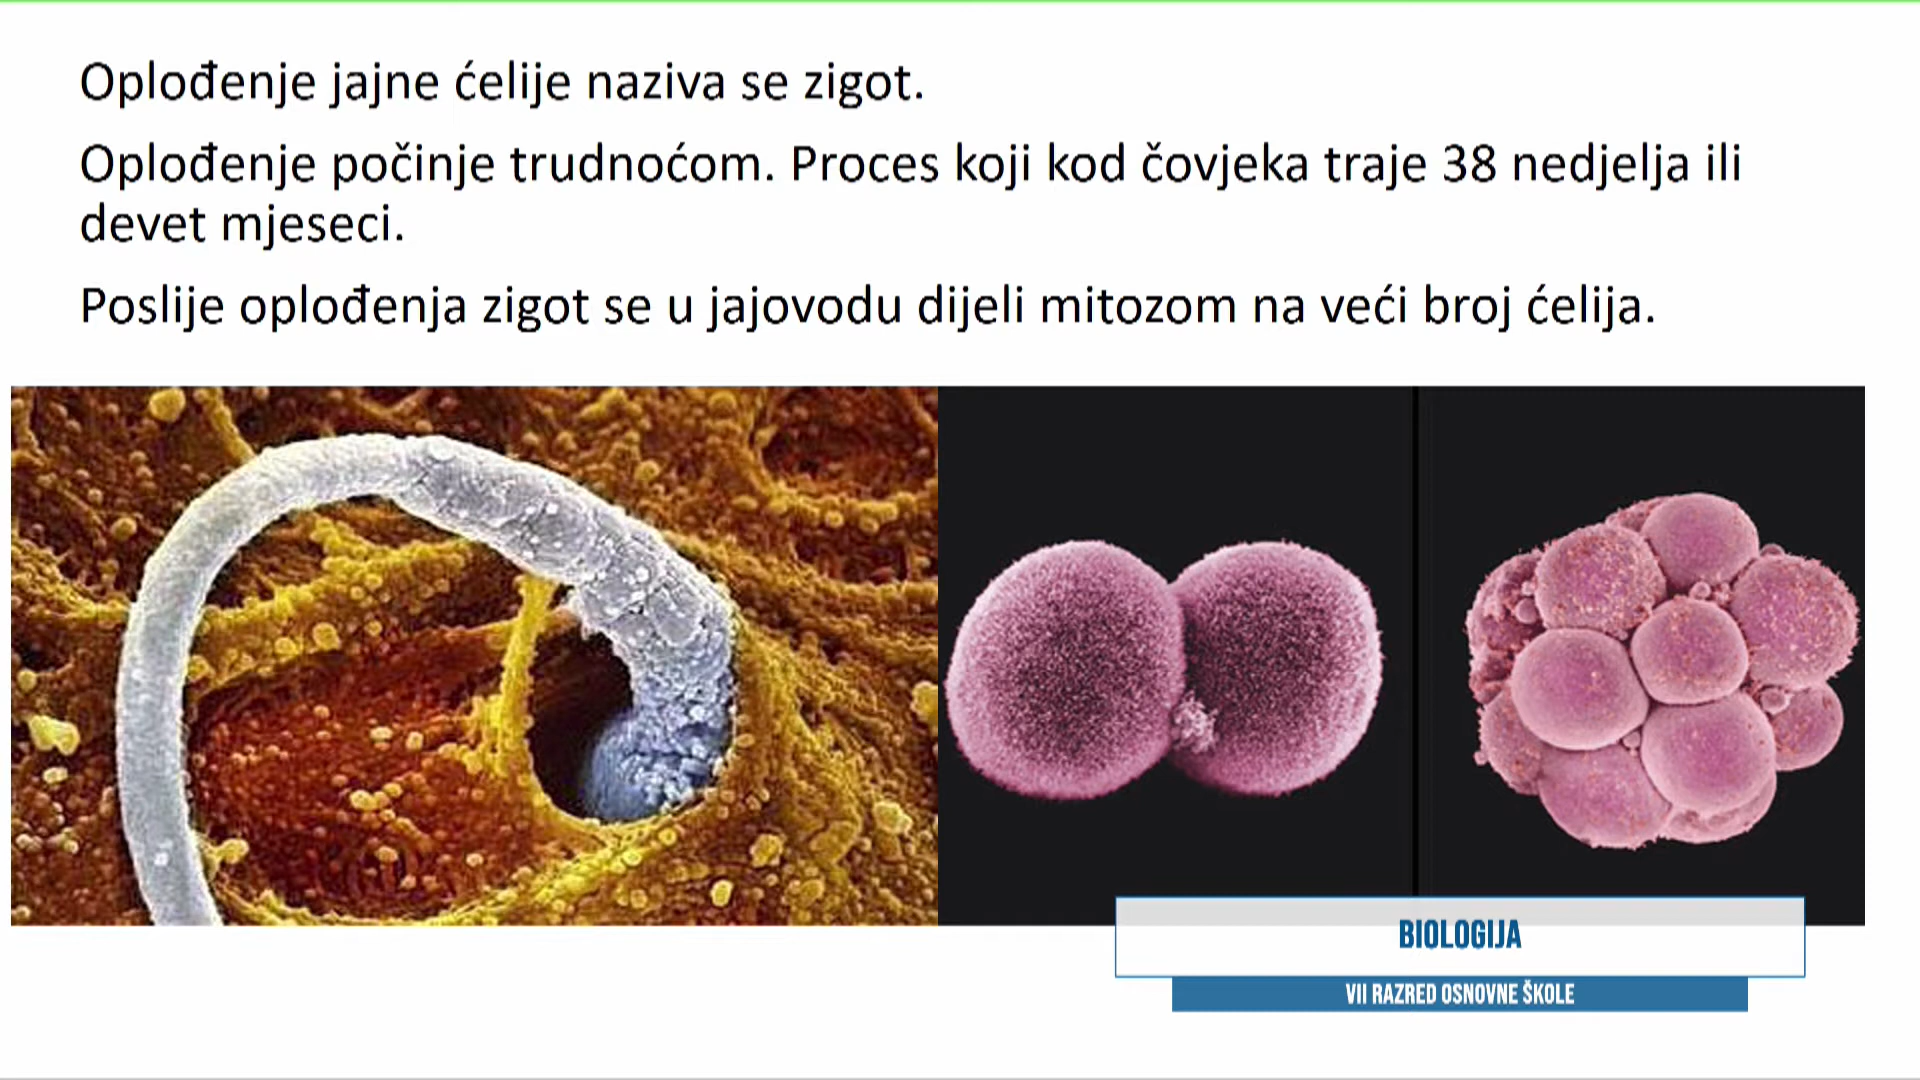 Oplođenje jajne ćelije naziva se zigot.
Oplođenje počinje trudnoćom. Proces koji kod čovjeka traje 38 nedjelja ili
devet mjeseci.
Poslije oplođenja zigot se u jajovodu dijeli mitozom na veći broj ćelija.
BIOLOGIJA
VII RAZRED OSNOVNE ŠKOLE